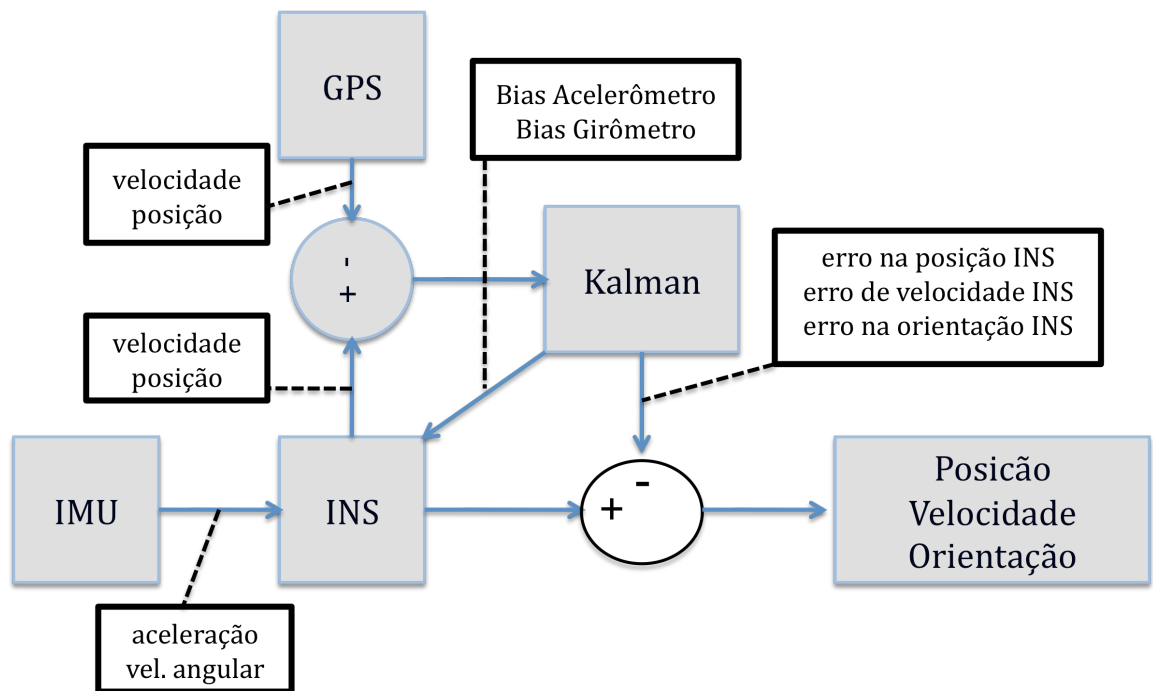 GPS
Bias Acelerômetro
Bias Girômetro
velocidade
posição
-
+
Kalman
erro na posição INS
erro de velocidade INS
erro na orientação INS
velocidade
posição
IMU
INS
+ -
Posicão
Velocidade
Orientação
aceleração
vel. angular